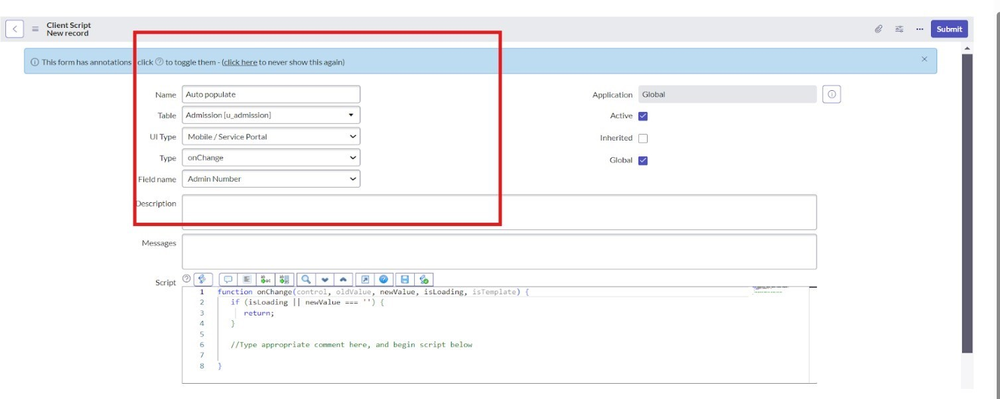 Client Script
New record
Submit
This form has annotations - click ? to toggle them - (click here to never show this again)
Name Auto populate
Application Global
Table Admission [u_admission]
Active
UI Type Mobile / Service Portal
Inherited
Type onChange
Global
Field name Admin Number
Description
Messages
Script
1 function onChange(control, oldValue, newValue, isLoading, isTemplate) {
2 if (isLoading || newValue === '') {
3 return;
4 }
5
6 //Type appropriate comment here, and begin script below
7
8 }